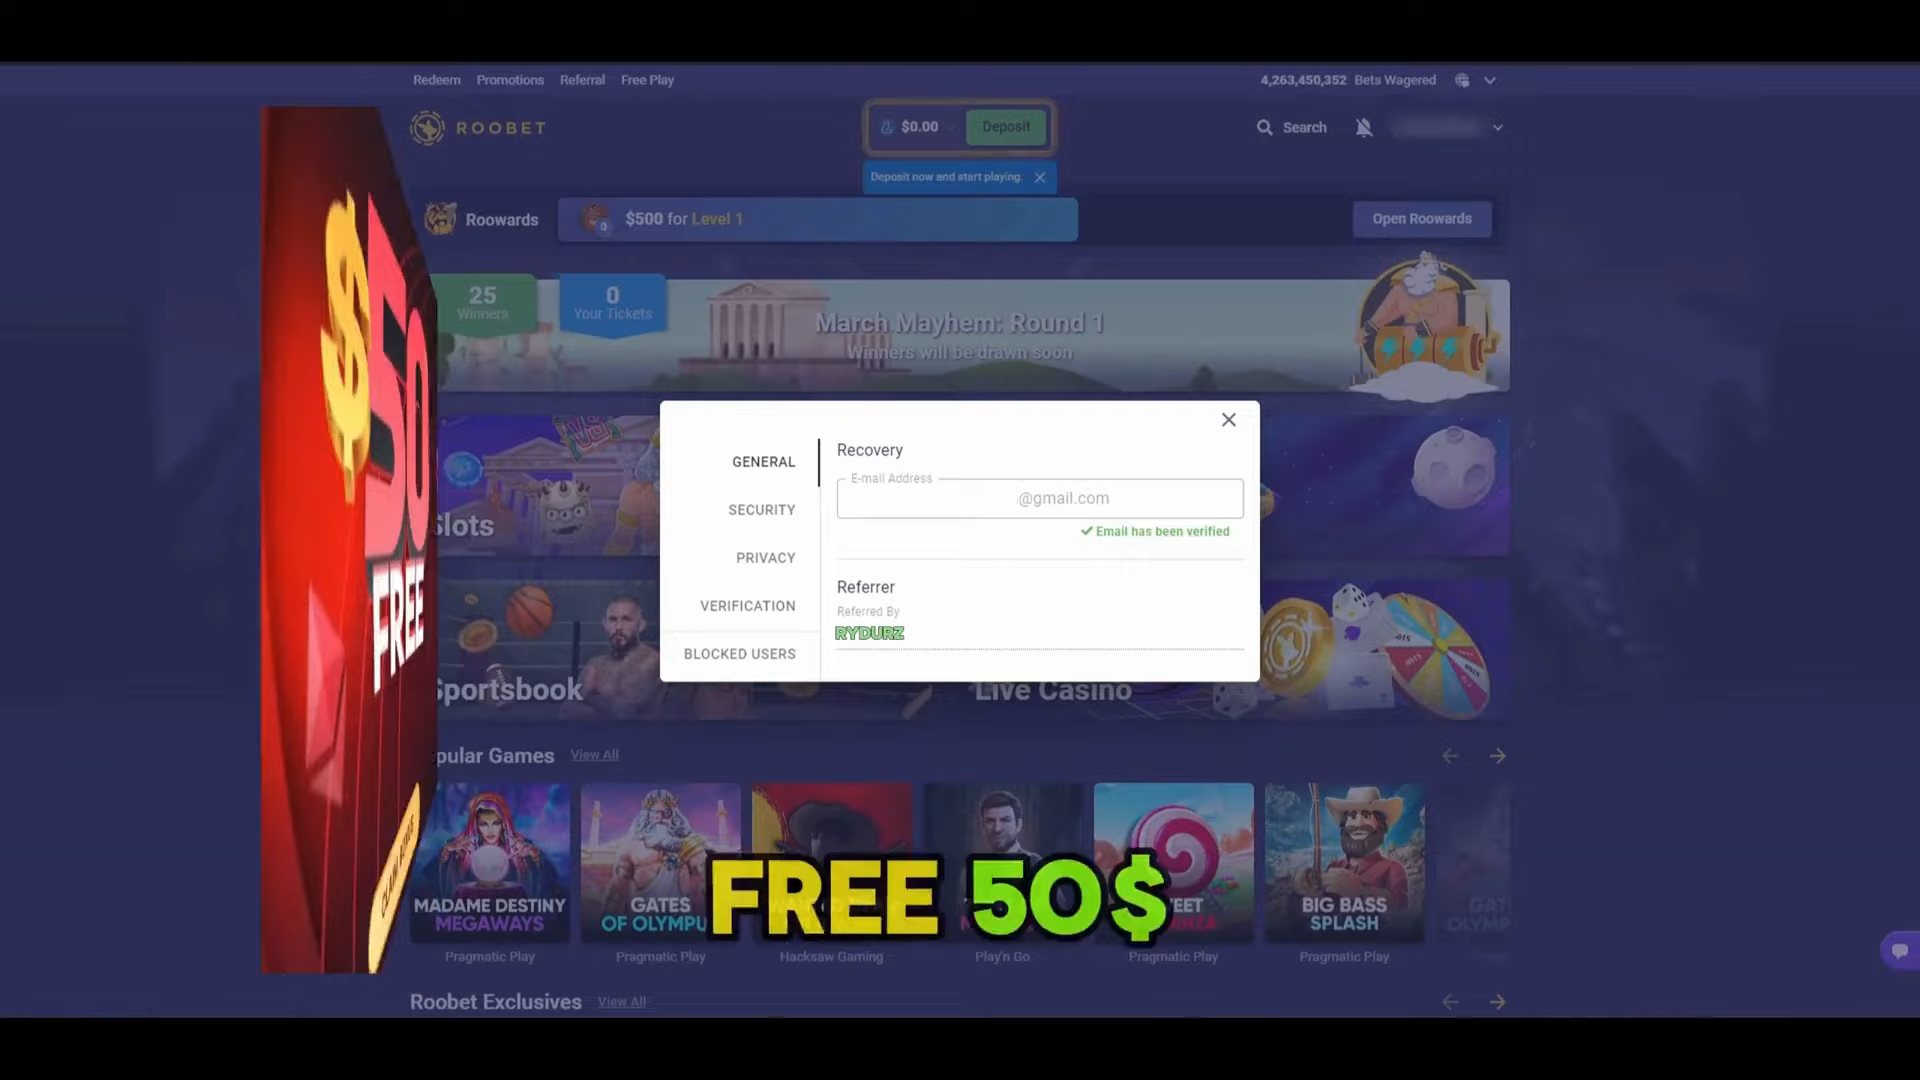 Redeem Promotions Referral Free Play
4,263,450,352 Bets Wagered
ROOBET
$0.00 Deposit
Search
Deposit now and start playing.
Roowards
0
$500 for Level 1
Open Roowards
25
Winners
0
Your Tickets
March Mayhem: Round 1
Winners will be drawn soon
$50
FREE
Slots
GENERAL
SECURITY
PRIVACY
VERIFICATION
BLOCKED USERS
Recovery
E-mail Address
@gmail.com
Email has been verified
Referrer
Referred By
RYDURZ
Sportsbook
Live Casino
pular Games View All
MADAME DESTINY
MEGAWAYS
GATES
OF OLYMPU
EET
NANZA
BIG BASS
SPLASH
GAT
OLYMP
FREE 50$
Pragmatic Play
Pragmatic Play
Hacksaw Gaming
Play'n Go
Pragmatic Play
Pragmatic Play
Roobet Exclusives View All